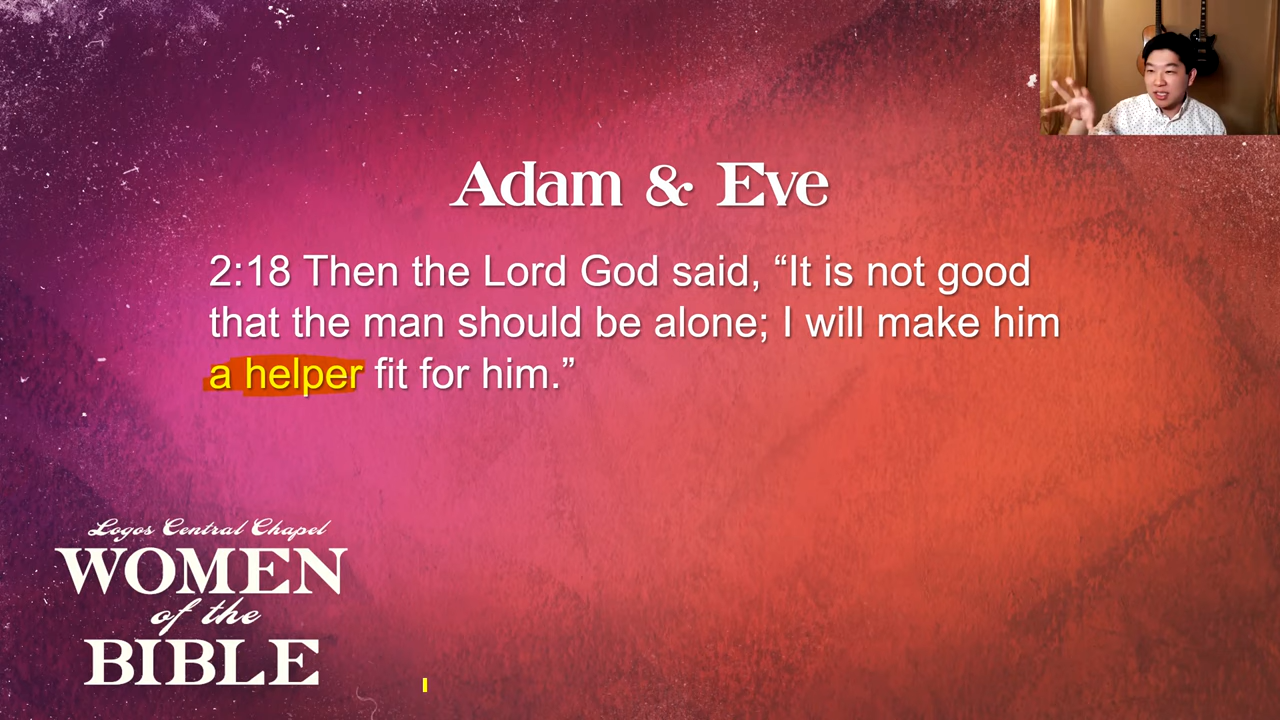 Adam & Eve
2:18 Then the Lord God said, “It is not good
that the man should be alone; I will make him
a helper fit for him.”
Logos Central Chapel
WOMEN
of the
BIBLE